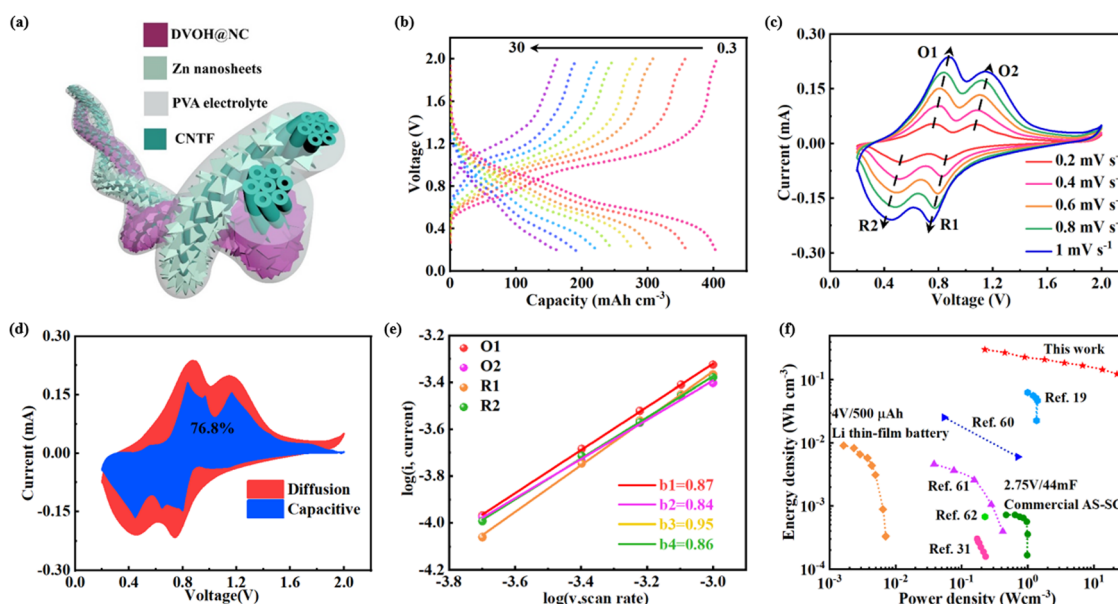 (a)
DVOH@NC
Zn nanosheets
PVA electrolyte
CNTF
(b)
30
0.3
2.0
1.6
1.2
0.8
0.4
0.0
Voltage (V)
0 100 200 300 400
Capacity (mAh cm-3)
(c)
0.30
0.15
0.00
-0.15
-0.30
Current (mA)
O1
O2
R2
R1
0.2 mV s-1
0.4 mV s-1
0.6 mV s-1
0.8 mV s-1
1 mV s-1
0.0 0.4 0.8 1.2 1.6 2.0
Voltage (V)
(d)
0.30
0.15
0.00
-0.15
-0.30
Current (mA)
76.8%
Diffusion
Capacitive
0.0 0.4 0.8 1.2 1.6 2.0
Voltage(V)
(e)
-3.2
-3.4
-3.6
-3.8
-4.0
-4.2
log(i, current)
O1
O2
R1
R2
b1=0.87
b2=0.84
b3=0.95
b4=0.86
-3.8 -3.6 -3.4 -3.2 -3.0
log(v,scan rate)
(f)
10-1
10-2
10-3
10-4
Energy density (Wh cm-3)
This work
Ref. 19
4V/500 μAh
Li thin-film battery
Ref. 60
Ref. 61
2.75V/44mF
Commercial AS-SC
Ref. 62
Ref. 31
10-3 10-2 10-1 100 101
Power density (Wcm-3)